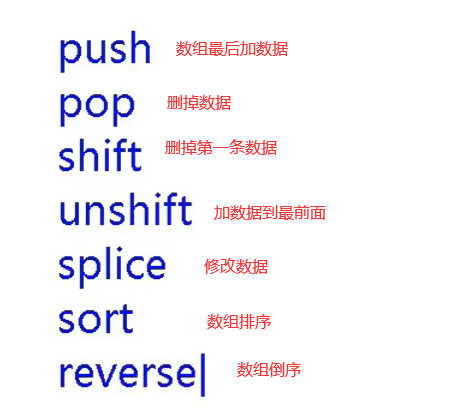 push 数组最后加数据
pop 删掉数据
shift 删掉第一条数据
unshift 加数据到最前面
splice 修改数据
sort 数组排序
reverse 数组倒序